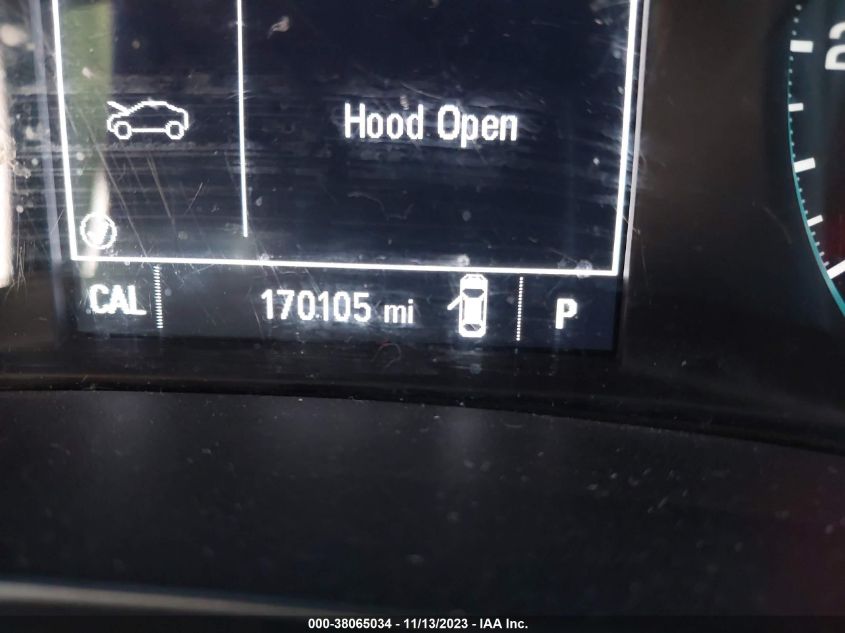 Hood Open
CAL 170105 mi P
000-38065034 - 11/13/2023 - IAA Inc.